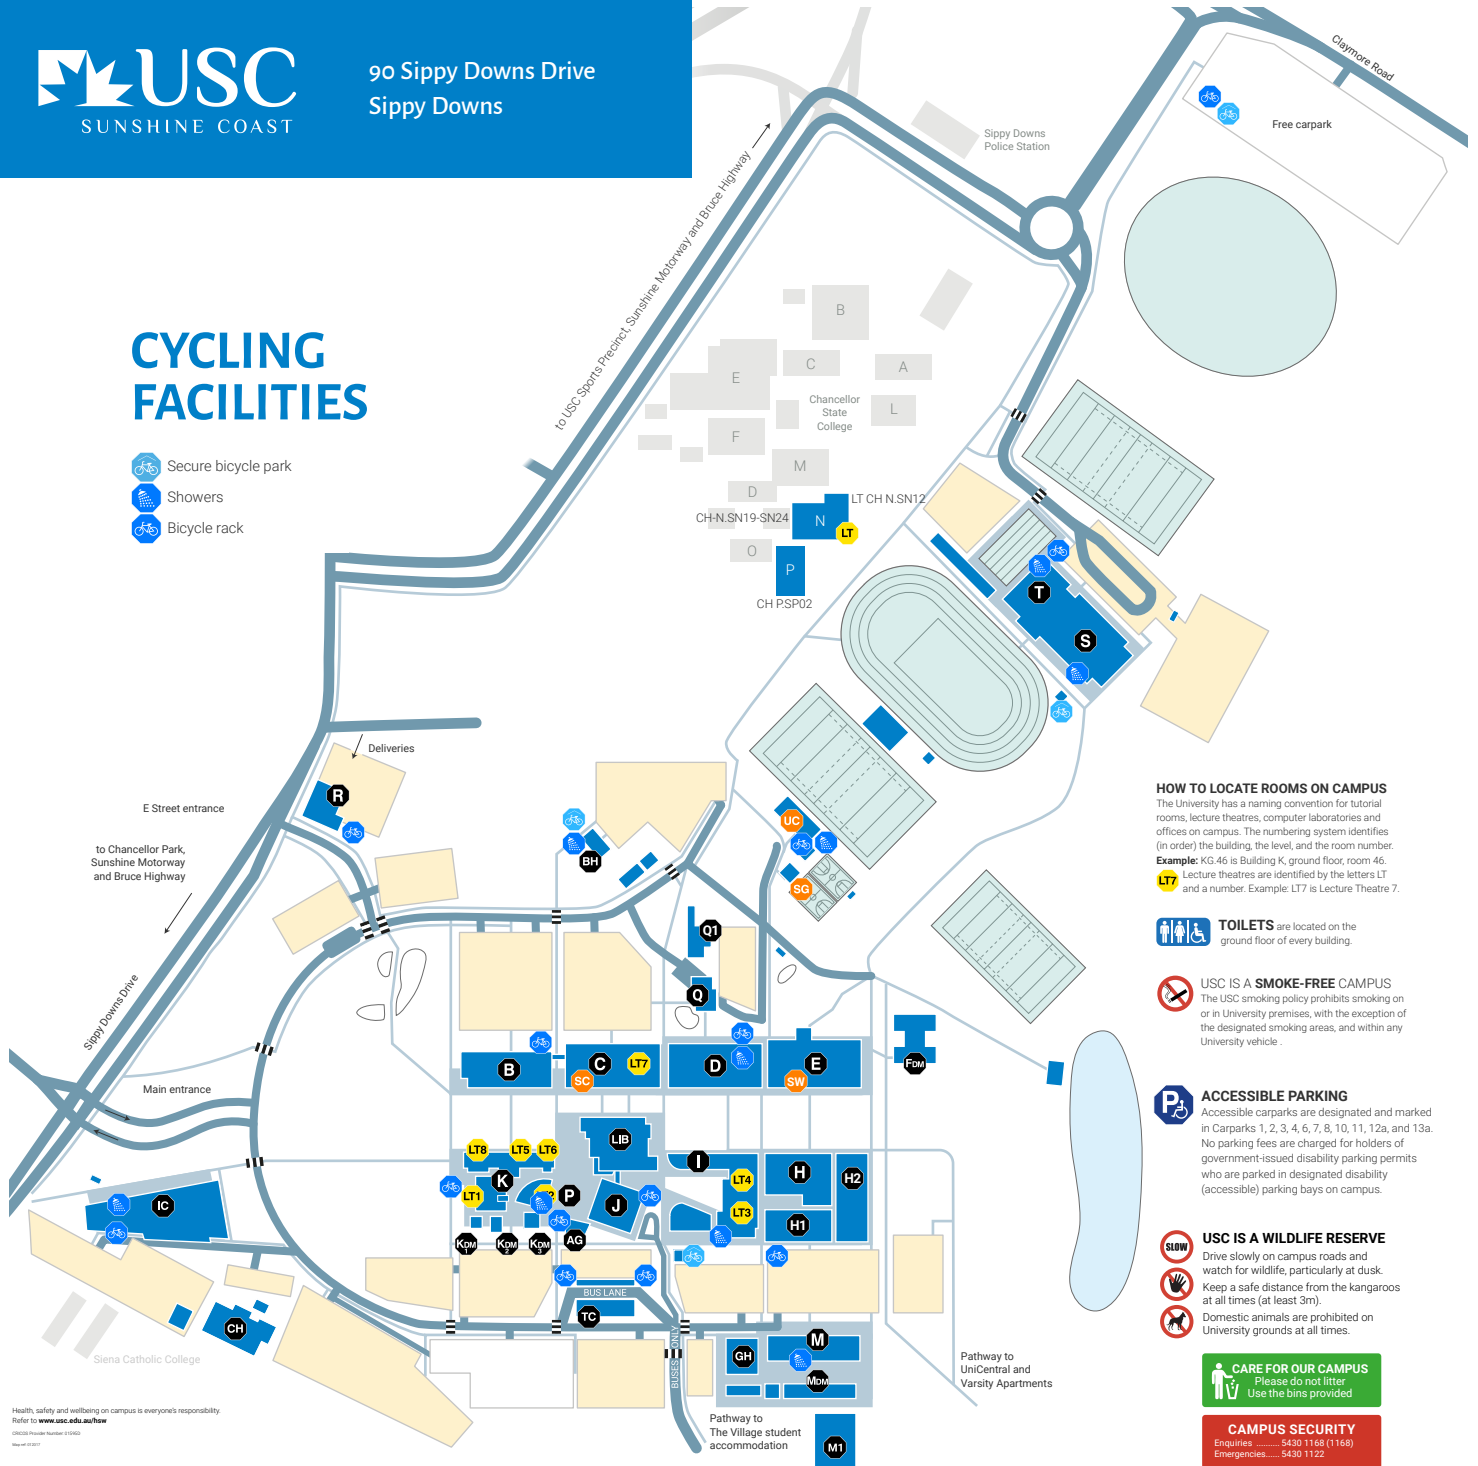 USC
SUNSHINE COAST
90 Sippy Downs Drive
Sippy Downs
CYCLING
FACILITIES
Secure bicycle park
Showers
Bicycle rack
Claymore Road
Free carpark
Sippy Downs
Police Station
to USC Sports Precinct, Sunshine Motorway and Bruce Highway
B
C
A
E
L
Chancellor
State
College
F
M
D
LT CH N.SN12
CH-N.SN19-SN24
N
LT
O
P
CH P.SP02
T
S
Deliveries
R
E Street entrance
to Chancellor Park,
Sunshine Motorway
and Bruce Highway
UC
BH
SG
Q1
Q
Sippy Downs Drive
Main entrance
B
C
LT7
SC
D
E
SW
FDM
LIB
LT8
LT5
LT6
K
LT1
P
J
I
LT4
LT3
H
H2
H1
IC
KDM
1
KDM
2
KDM
3
AG
BUS LANE
TC
BUSES ONLY
CH
Siena Catholic College
GH
M
MDM
M1
Pathway to
The Village student
accommodation
Pathway to
UniCentral and
Varsity Apartments
HOW TO LOCATE ROOMS ON CAMPUS
The University has a naming convention for tutorial
rooms, lecture theatres, computer laboratories and
offices on campus. The numbering system identifies
(in order) the building, the level, and the room number.
Example: KG.46 is Building K, ground floor, room 46.
LT7 Lecture theatres are identified by the letters LT
and a number. Example: LT7 is Lecture Theatre 7.
TOILETS are located on the
ground floor of every building.
USC IS A SMOKE-FREE CAMPUS
The USC smoking policy prohibits smoking on
or in University premises, with the exception of
the designated smoking areas, and within any
University vehicle .
P
ACCESSIBLE PARKING
Accessible carparks are designated and marked
in Carparks 1, 2, 3, 4, 6, 7, 8, 10, 11, 12a, and 13a.
No parking fees are charged for holders of
government-issued disability parking permits
who are parked in designated disability
(accessible) parking bays on campus.
USC IS A WILDLIFE RESERVE
SLOW
Drive slowly on campus roads and
watch for wildlife, particularly at dusk.
Keep a safe distance from the kangaroos
at all times (at least 3m).
Domestic animals are prohibited on
University grounds at all times.
CARE FOR OUR CAMPUS
Please do not litter
Use the bins provided
CAMPUS SECURITY
Enquiries ......... 5430 1168 (1168)
Emergencies..... 5430 1122
Health, safety and wellbeing on campus is everyone's responsibility.
Refer to www.usc.edu.au/hsw